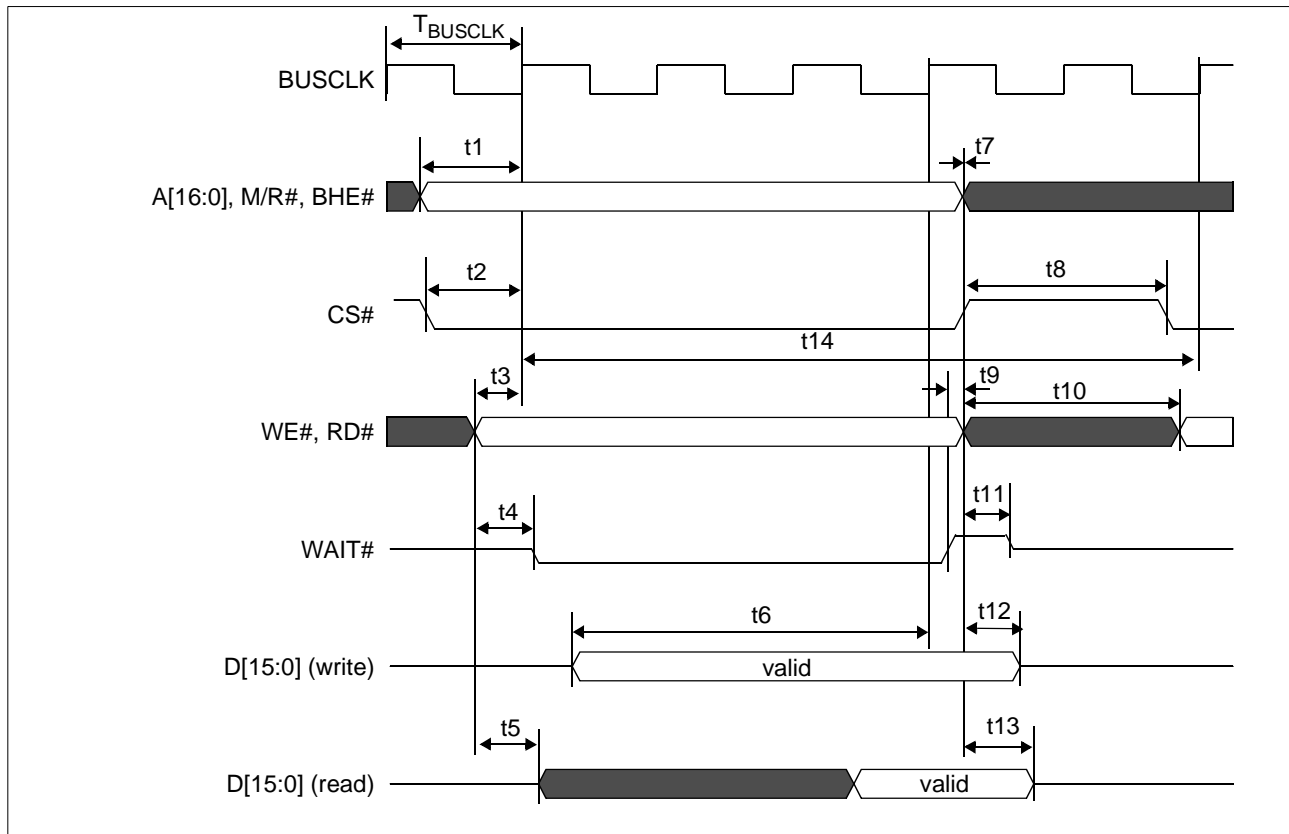 TBUSCLK
BUSCLK
t1
t7
A[16:0], M/R#, BHE#
t2
t8
CS#
t14
t3
t9
t10
WE#, RD#
t4
t11
WAIT#
t6
t12
D[15:0] (write)
valid
t5
t13
D[15:0] (read)
valid